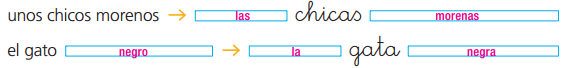 unos chicos morenos → las chicas morenas
el gato negro → la gata negra